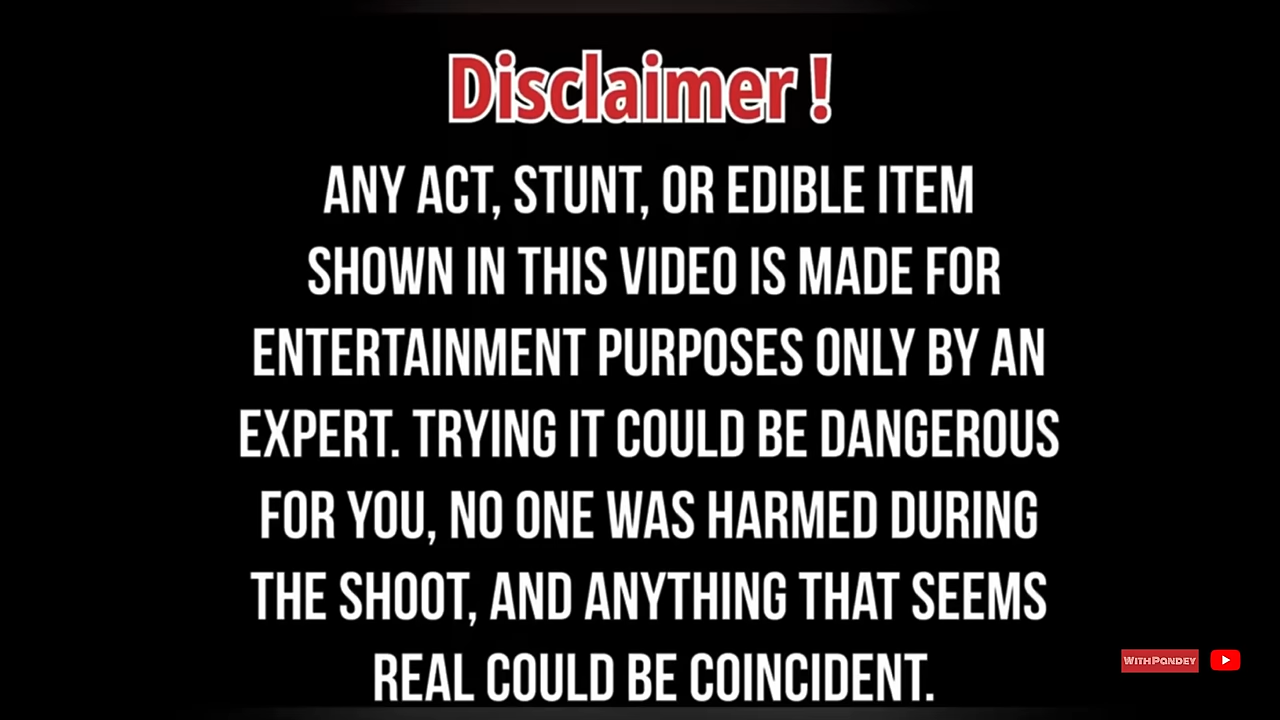 Disclaimer !
ANY ACT, STUNT, OR EDIBLE ITEM
SHOWN IN THIS VIDEO IS MADE FOR
ENTERTAINMENT PURPOSES ONLY BY AN
EXPERT. TRYING IT COULD BE DANGEROUS
FOR YOU, NO ONE WAS HARMED DURING
THE SHOOT, AND ANYTHING THAT SEEMS
REAL COULD BE COINCIDENT.
WITHPANDEY